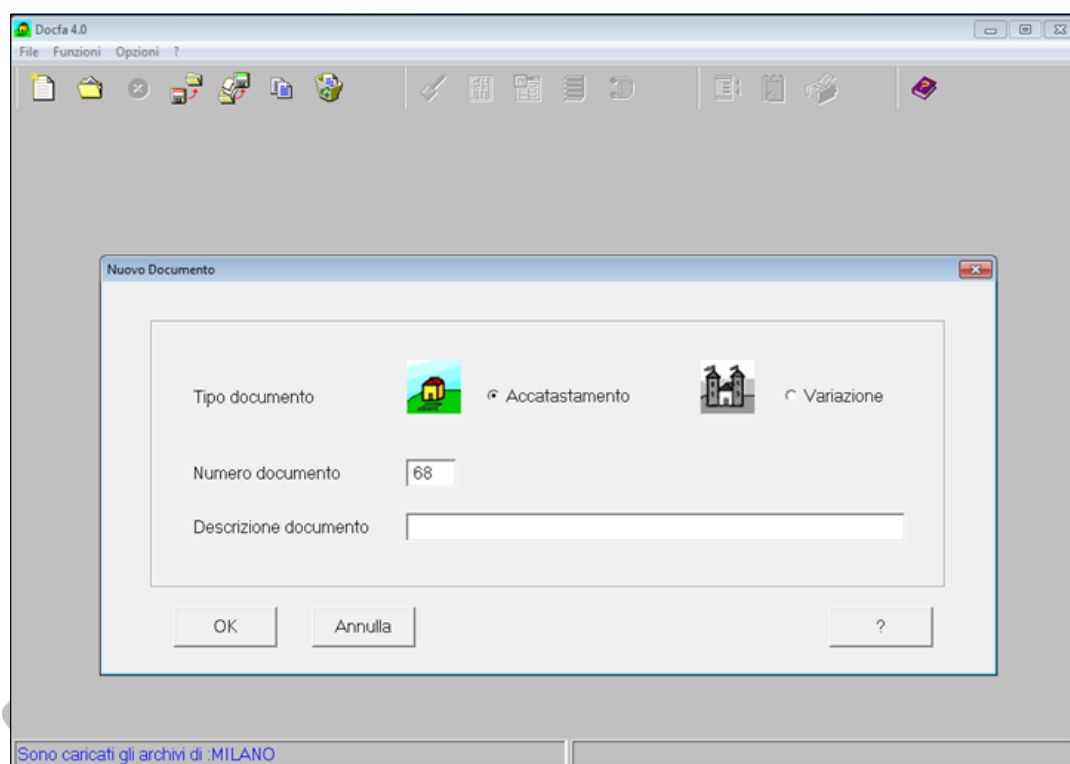 Docfa 4.0
File Funzioni Opzioni ?
Nuovo Documento
Tipo documento Accatastamento Variazione
Numero documento 68
Descrizione documento
OK Annulla ?
Sono caricati gli archivi di :MILANO